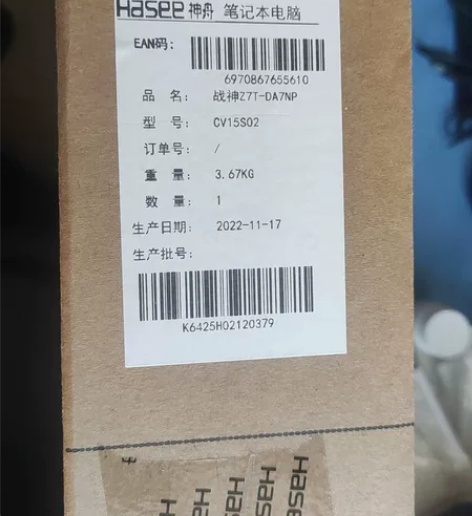 Hasee 神舟 笔记本电脑
EAN码:
6970867655610
品 名: 战神Z7T-DA7NP
型 号: CV15S02
订单号: /
重 量: 3.67KG
数 量: 1
生产日期: 2022-11-17
生产批号:
K6425H02120379
Hasee
Hasee
Hasee